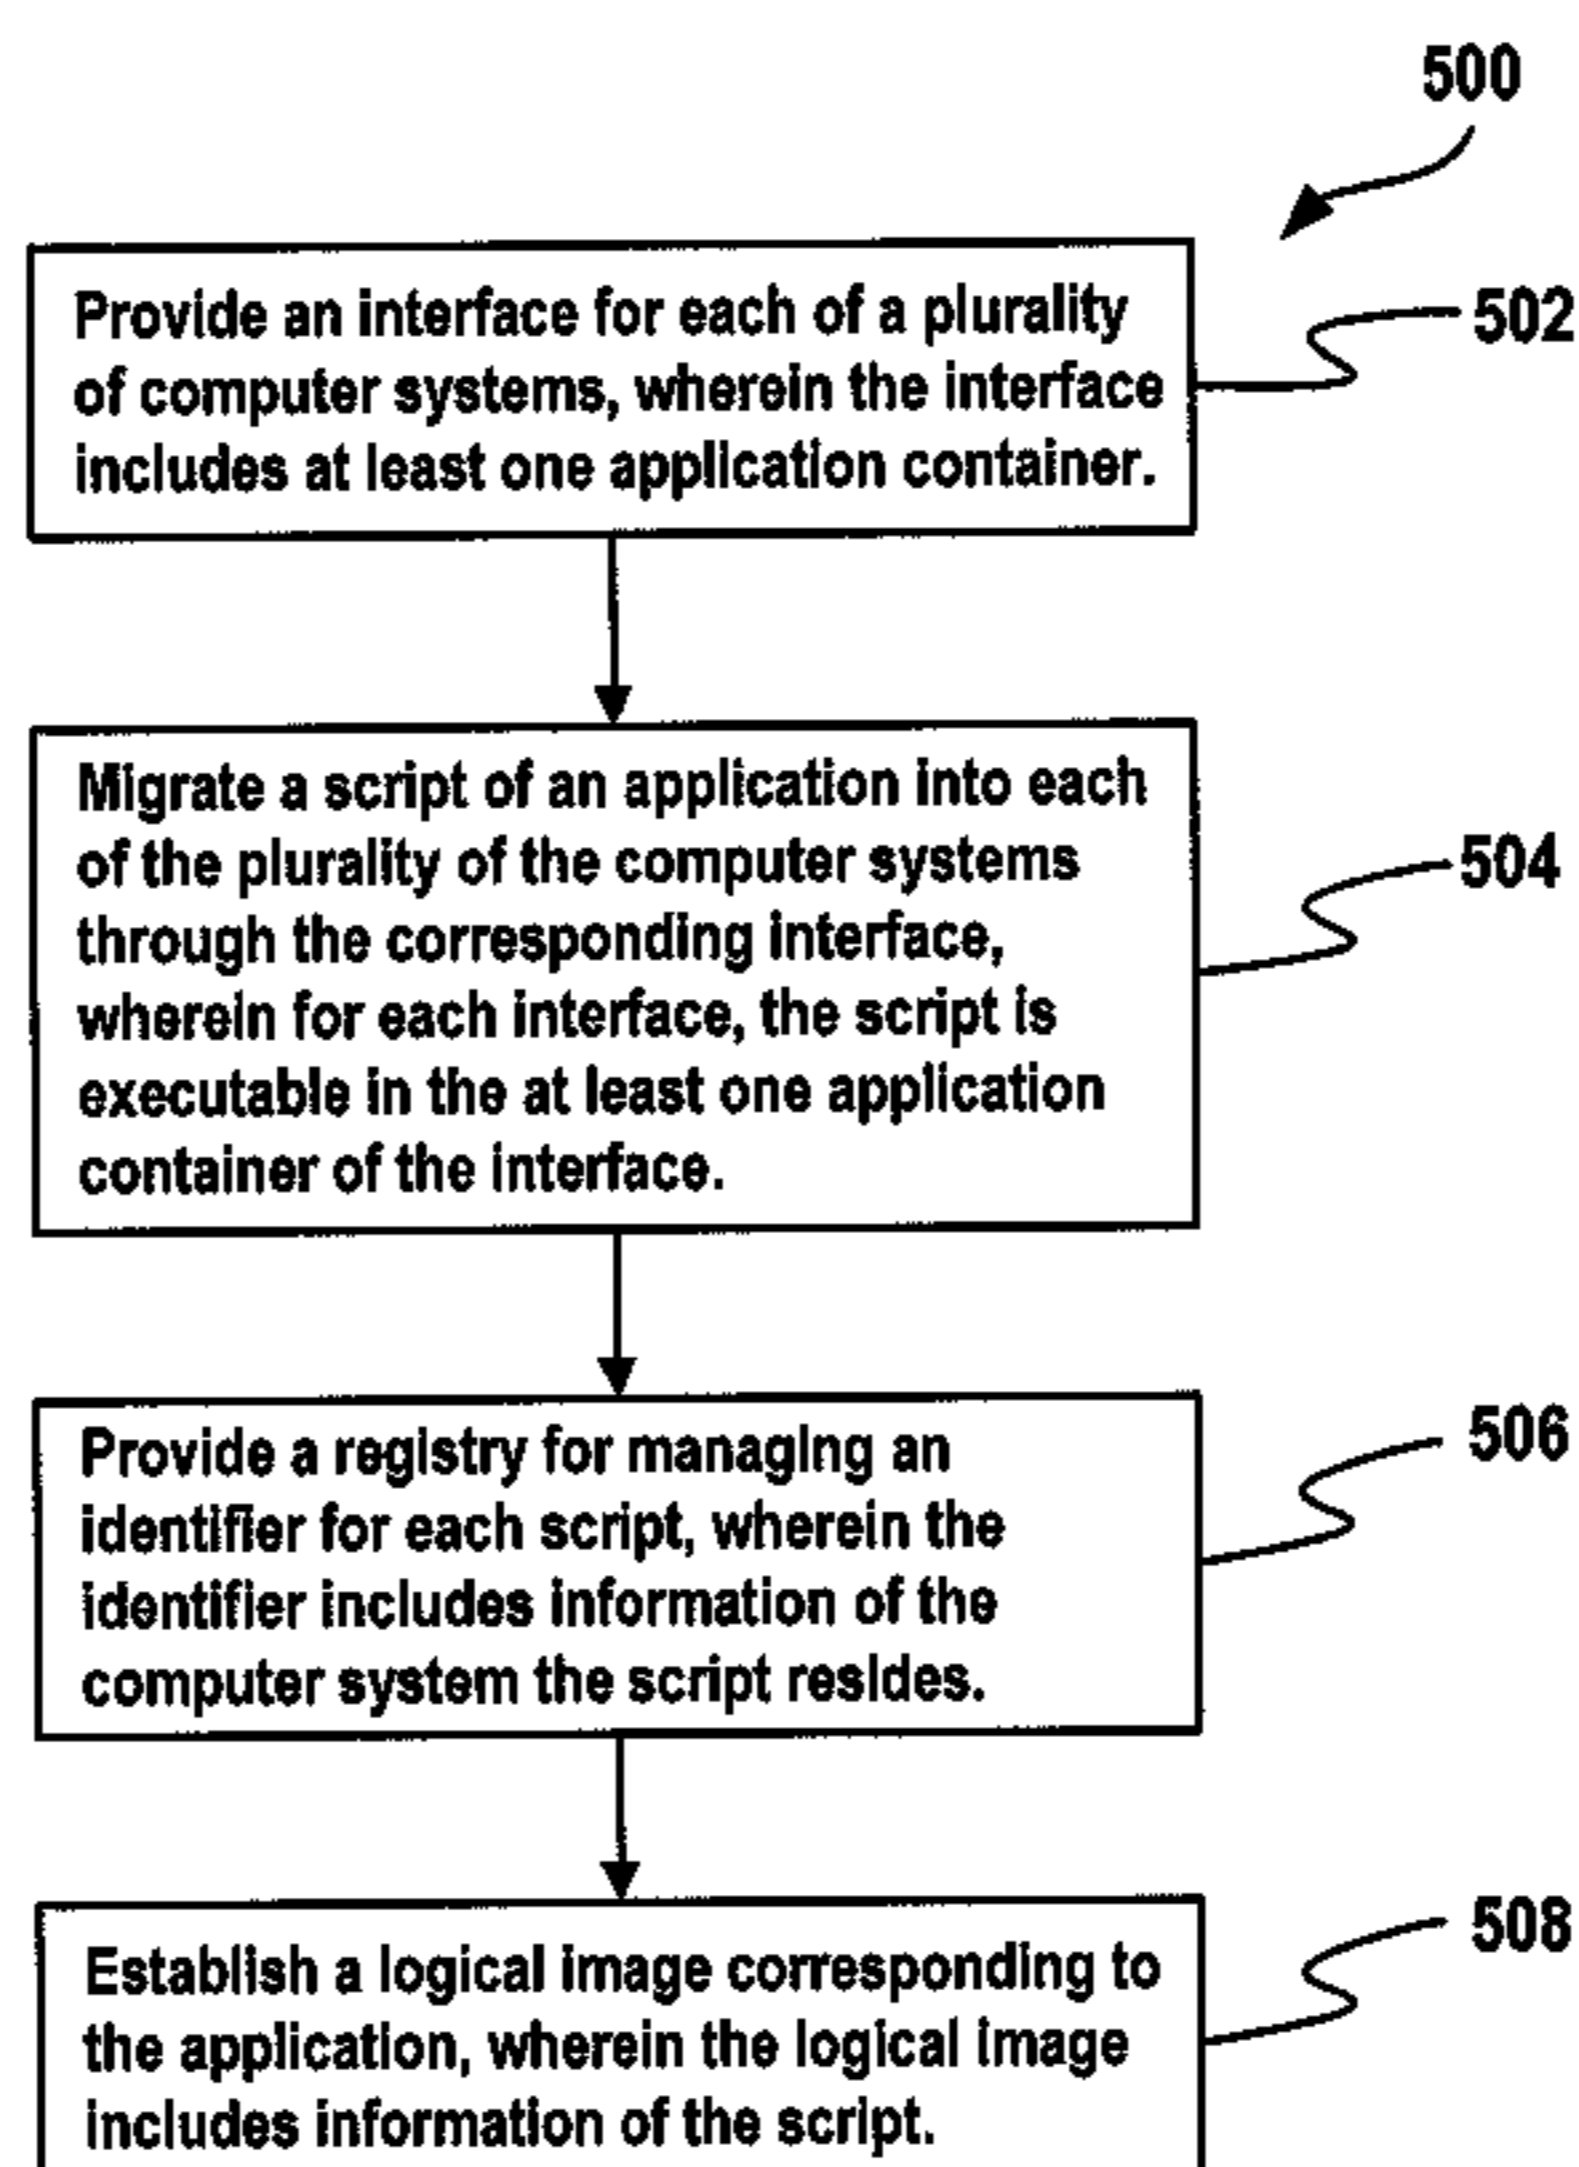 500
Provide an interface for each of a plurality
of computer systems, wherein the interface
includes at least one application container.
502
Migrate a script of an application into each
of the plurality of the computer systems
through the corresponding interface,
wherein for each interface, the script is
executable in the at least one application
container of the interface.
504
Provide a registry for managing an
identifier for each script, wherein the
identifier includes information of the
computer system the script resides.
506
Establish a logical image corresponding to
the application, wherein the logical image
includes information of the script.
508